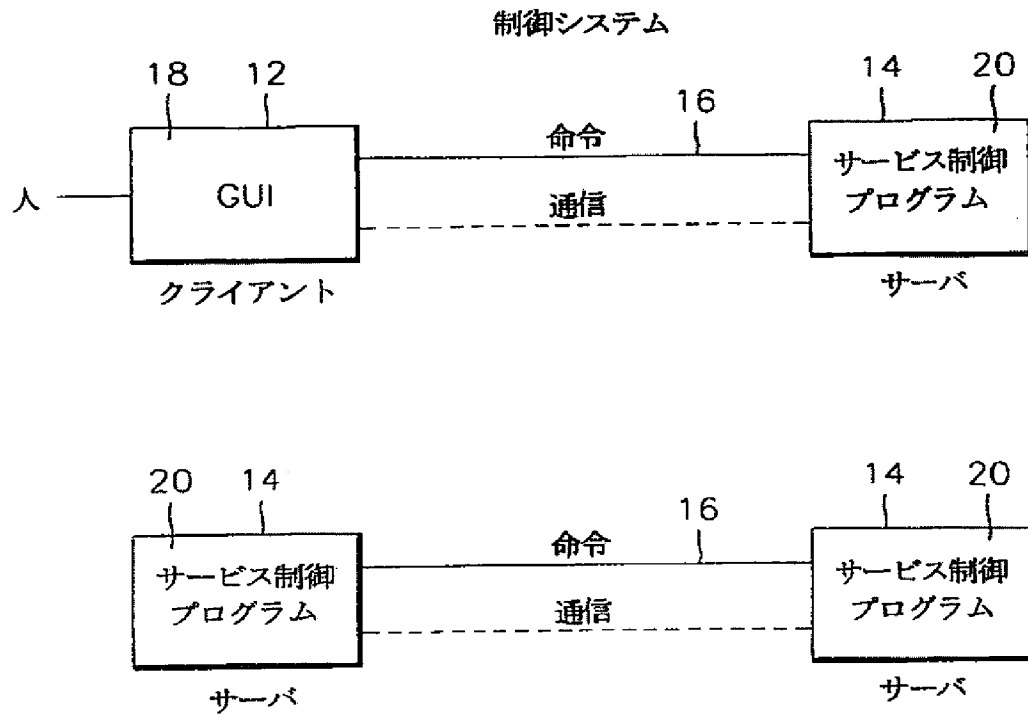 制御システム
18 12
14 20
16
命令
人
GUI
サービス制御
プログラム
通信
クライアント
サーバ
20 14
14 20
16
命令
サービス制御
プログラム
サービス制御
プログラム
通信
サーバ
サーバ